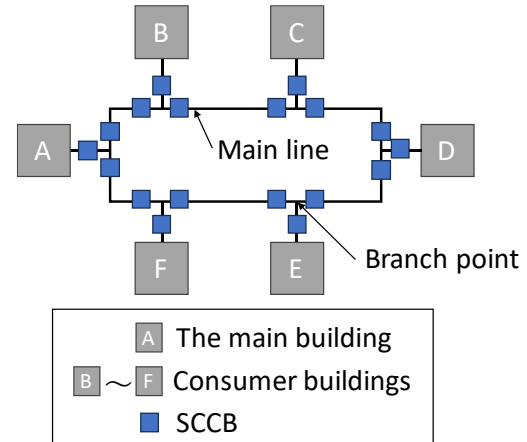 B C
A Main line D
F E Branch point
A The main building
B ～ F Consumer buildings
SCCB